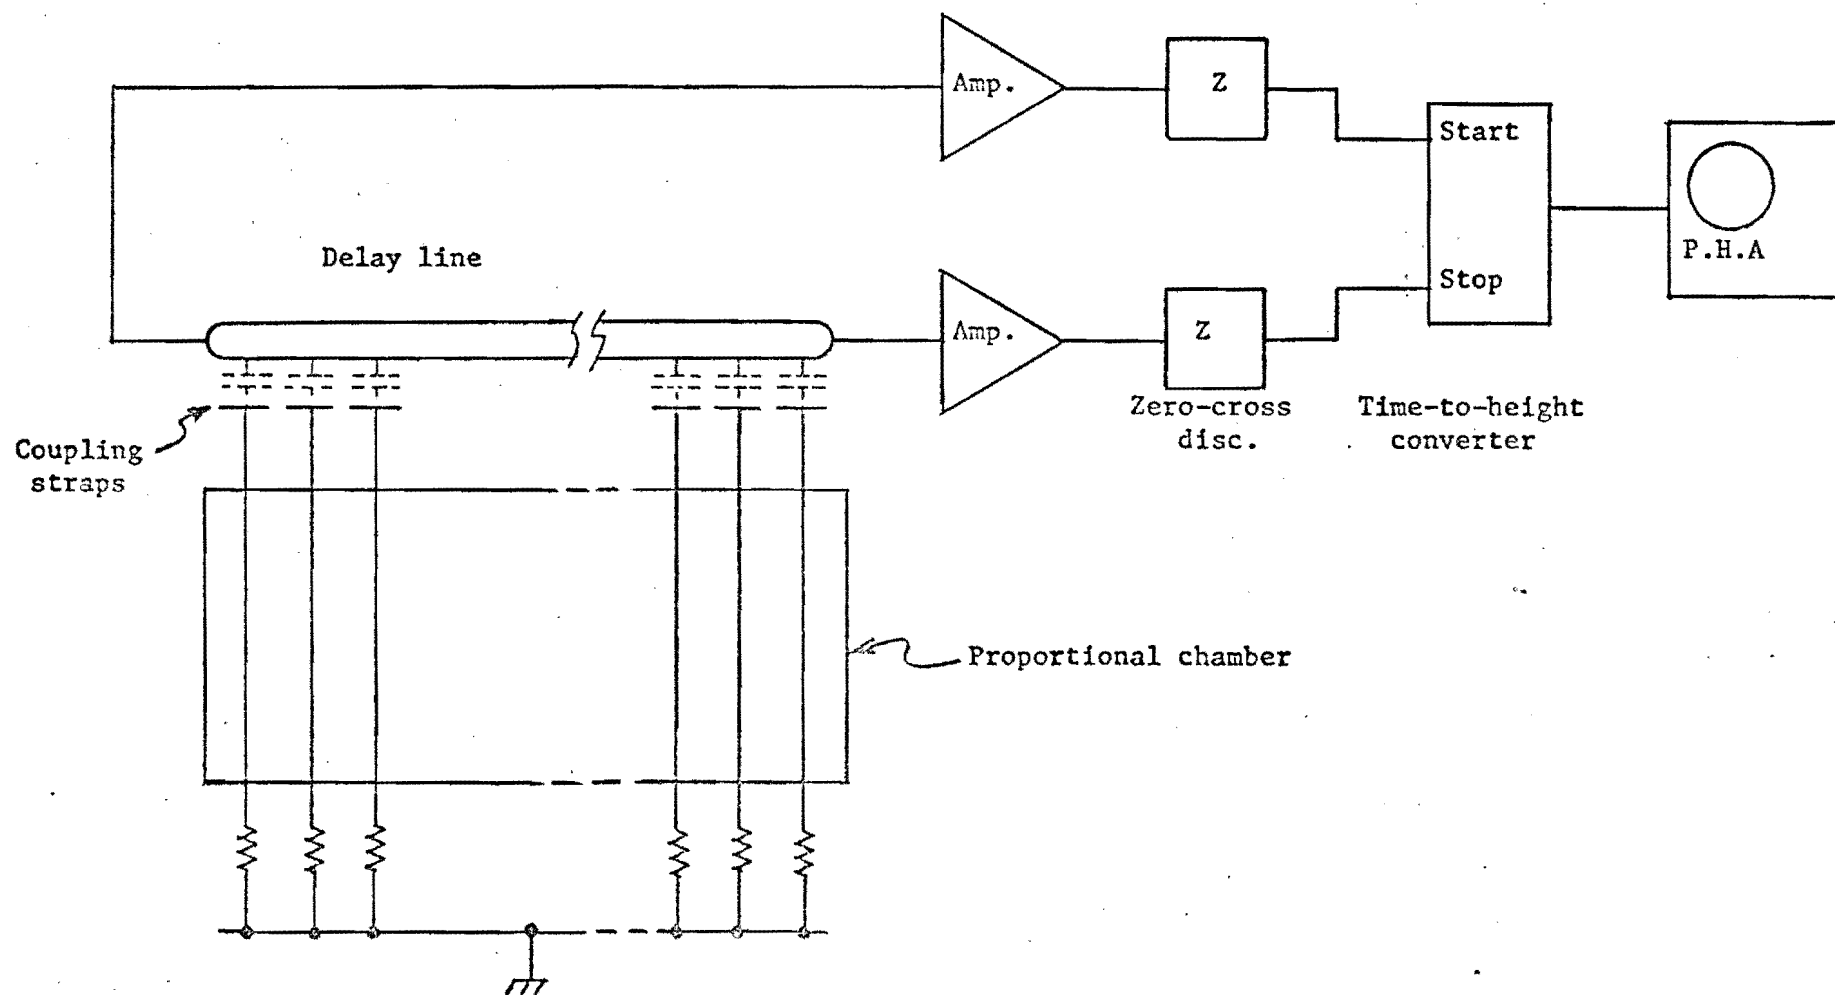 Amp.
Z
Start
P.H.A
Delay line
Stop
Amp.
Z
Zero-cross
disc.
Time-to-height
converter
Coupling
straps
Proportional chamber